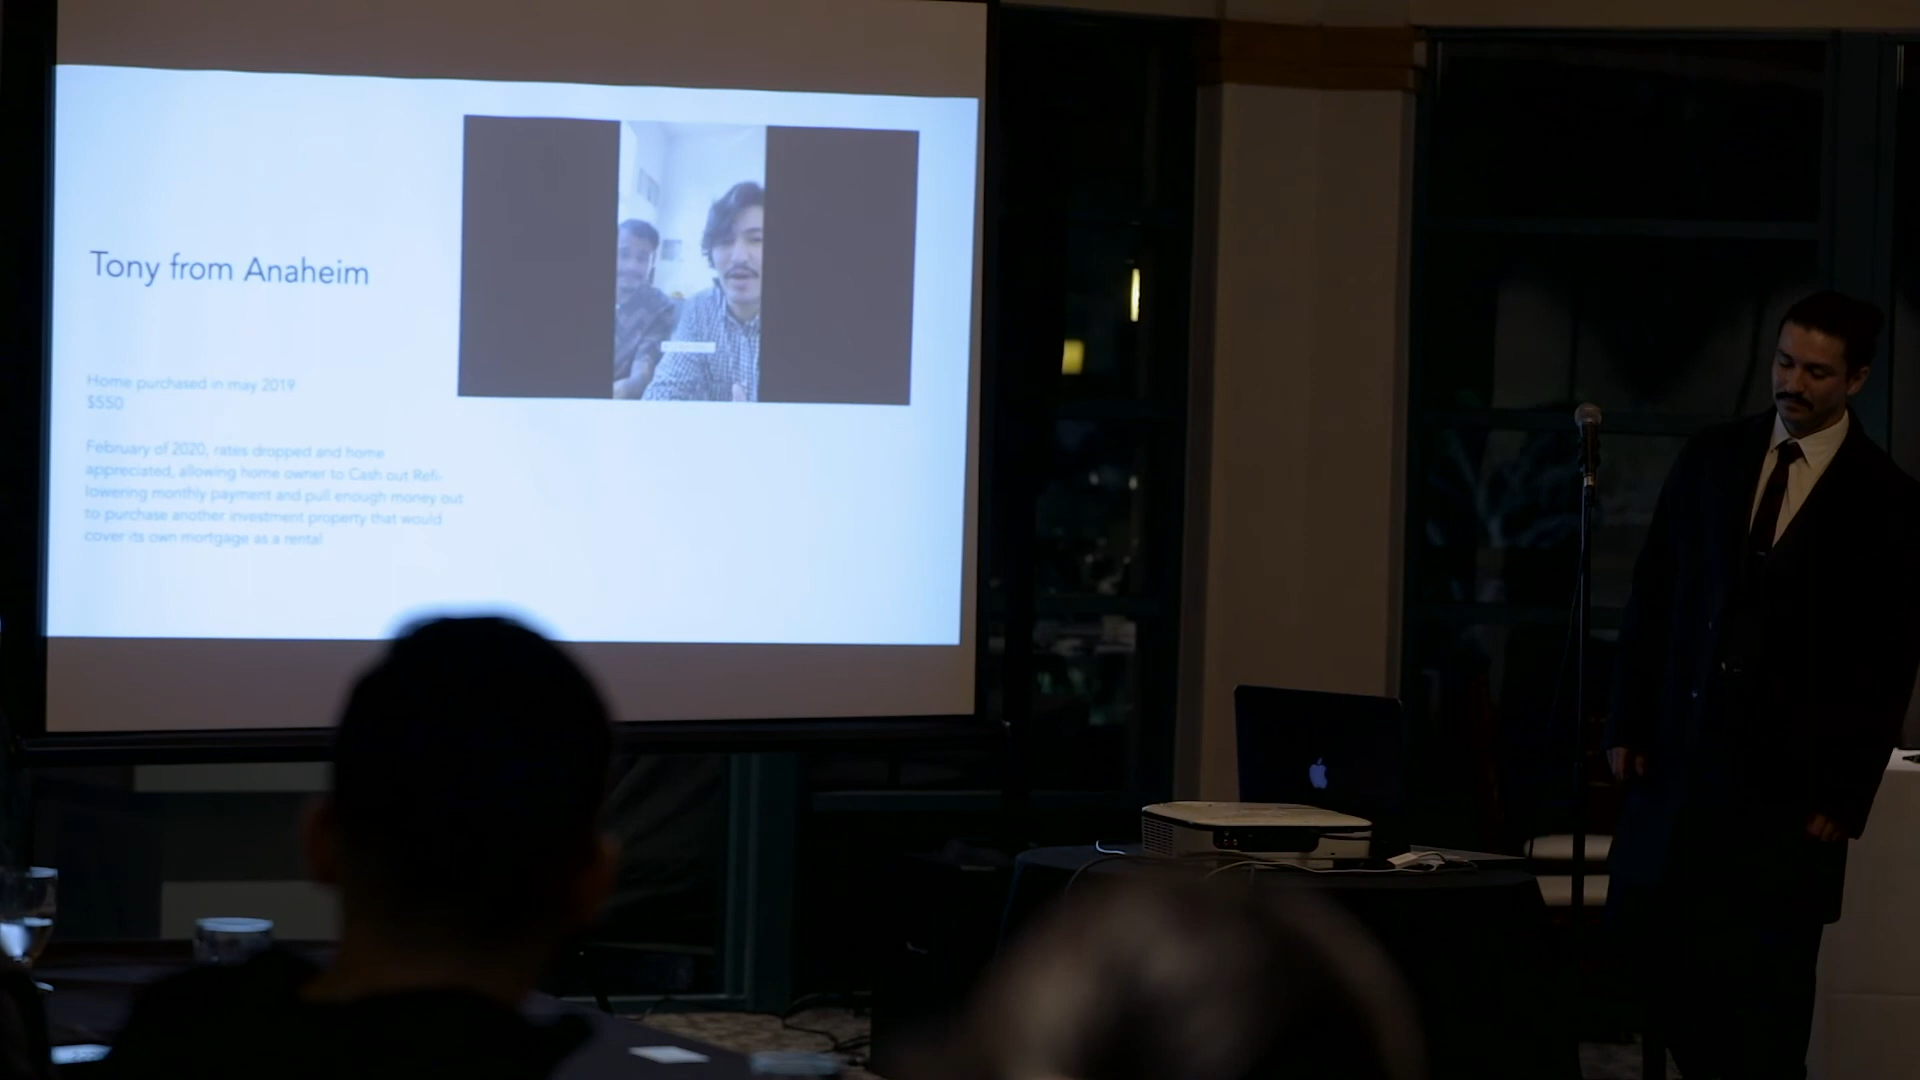 Tony from Anaheim
Home purchased in may 2019
$550
February of 2020, rates dropped and home
appreciated, allowing home owner to Cash out Refi-
lowering monthly payment and pull enough money out
to purchase another investment property that would
cover its own mortgage as a rental